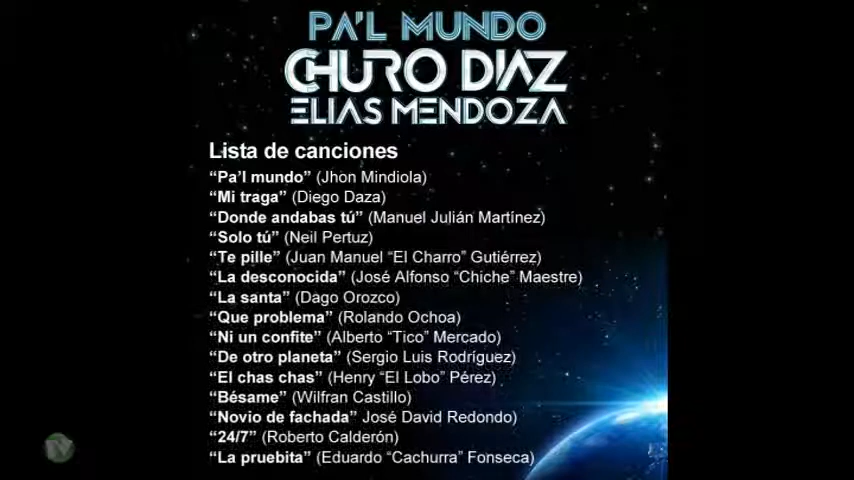 PA'L MUNDO
CHURO DIAZ
ELIAS MENDOZA
Lista de canciones
“Pa’l mundo” (Jhon Mindiola)
“Mi traga” (Diego Daza)
“Donde andabas tú” (Manuel Julián Martínez)
“Solo tú” (Neil Pertuz)
“Te pille” (Juan Manuel “El Charro” Gutiérrez)
“La desconocida” (José Alfonso “Chiche” Maestre)
“La santa” (Dago Orozco)
“Que problema” (Rolando Ochoa)
“Ni un confite” (Alberto “Tico” Mercado)
“De otro planeta” (Sergio Luis Rodríguez)
“El chas chas” (Henry “El Lobo” Pérez)
“Bésame” (Wilfran Castillo)
“Novio de fachada” José David Redondo)
“24/7” (Roberto Calderón)
“La pruebita” (Eduardo “Cachurra” Fonseca)